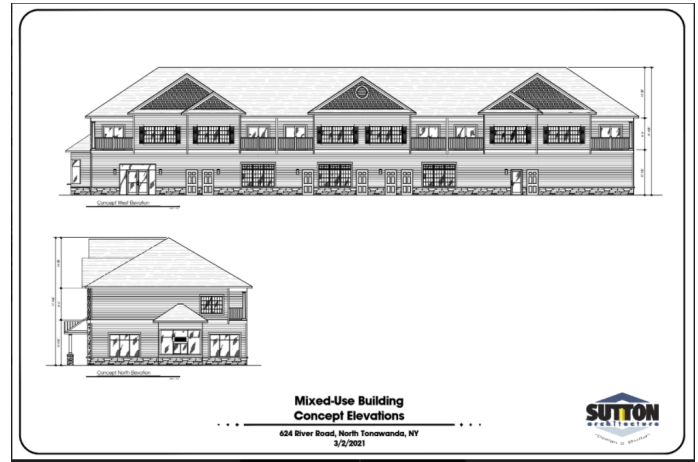 Concept West Elevation
Concept North Elevation
Mixed-Use Building
Concept Elevations
624 River Road, North Tonawanda, NY
3/2/2021
SUTTON
architecture